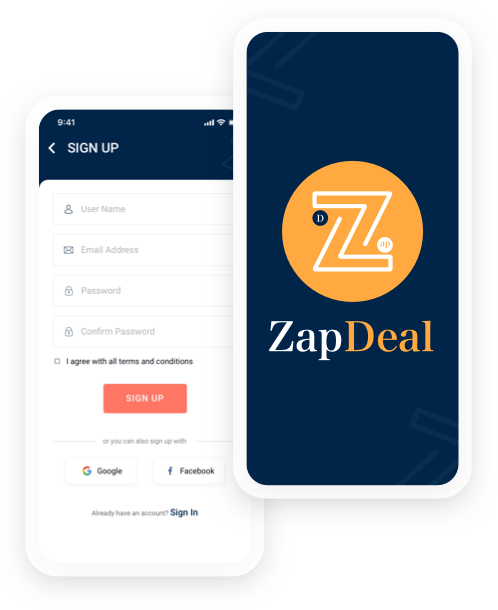 9:41
SIGN UP
User Name
Email Address
Password
Confirm Password
I agree with all terms and conditions
SIGN UP
or you can also sign up with
Google
Facebook
Already have an account? Sign In
Z
D
ap
ZapDeal